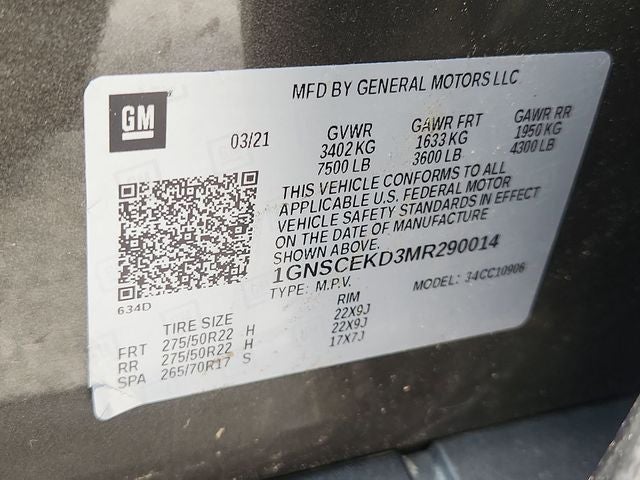 MFD BY GENERAL MOTORS LLC
GM
03/21
GVWR
3402 KG
7500 LB
GAWR FRT
1633 KG
3600 LB
GAWR RR
1950 KG
4300 LB
THIS VEHICLE CONFORMS TO ALL
APPLICABLE U.S. FEDERAL MOTOR
VEHICLE SAFETY STANDARDS IN EFFECT
ON THE DATE OF MANUFACTURE
SHOWN ABOVE.
1GNSCEKD3MR290014
TYPE: M.P.V.
MODEL: 34CC10906
634D
TIRE SIZE
RIM
FRT 275/50R22 H 22X9J
RR 275/50R22 H 22X9J
SPA 265/70R17 S 17X7J